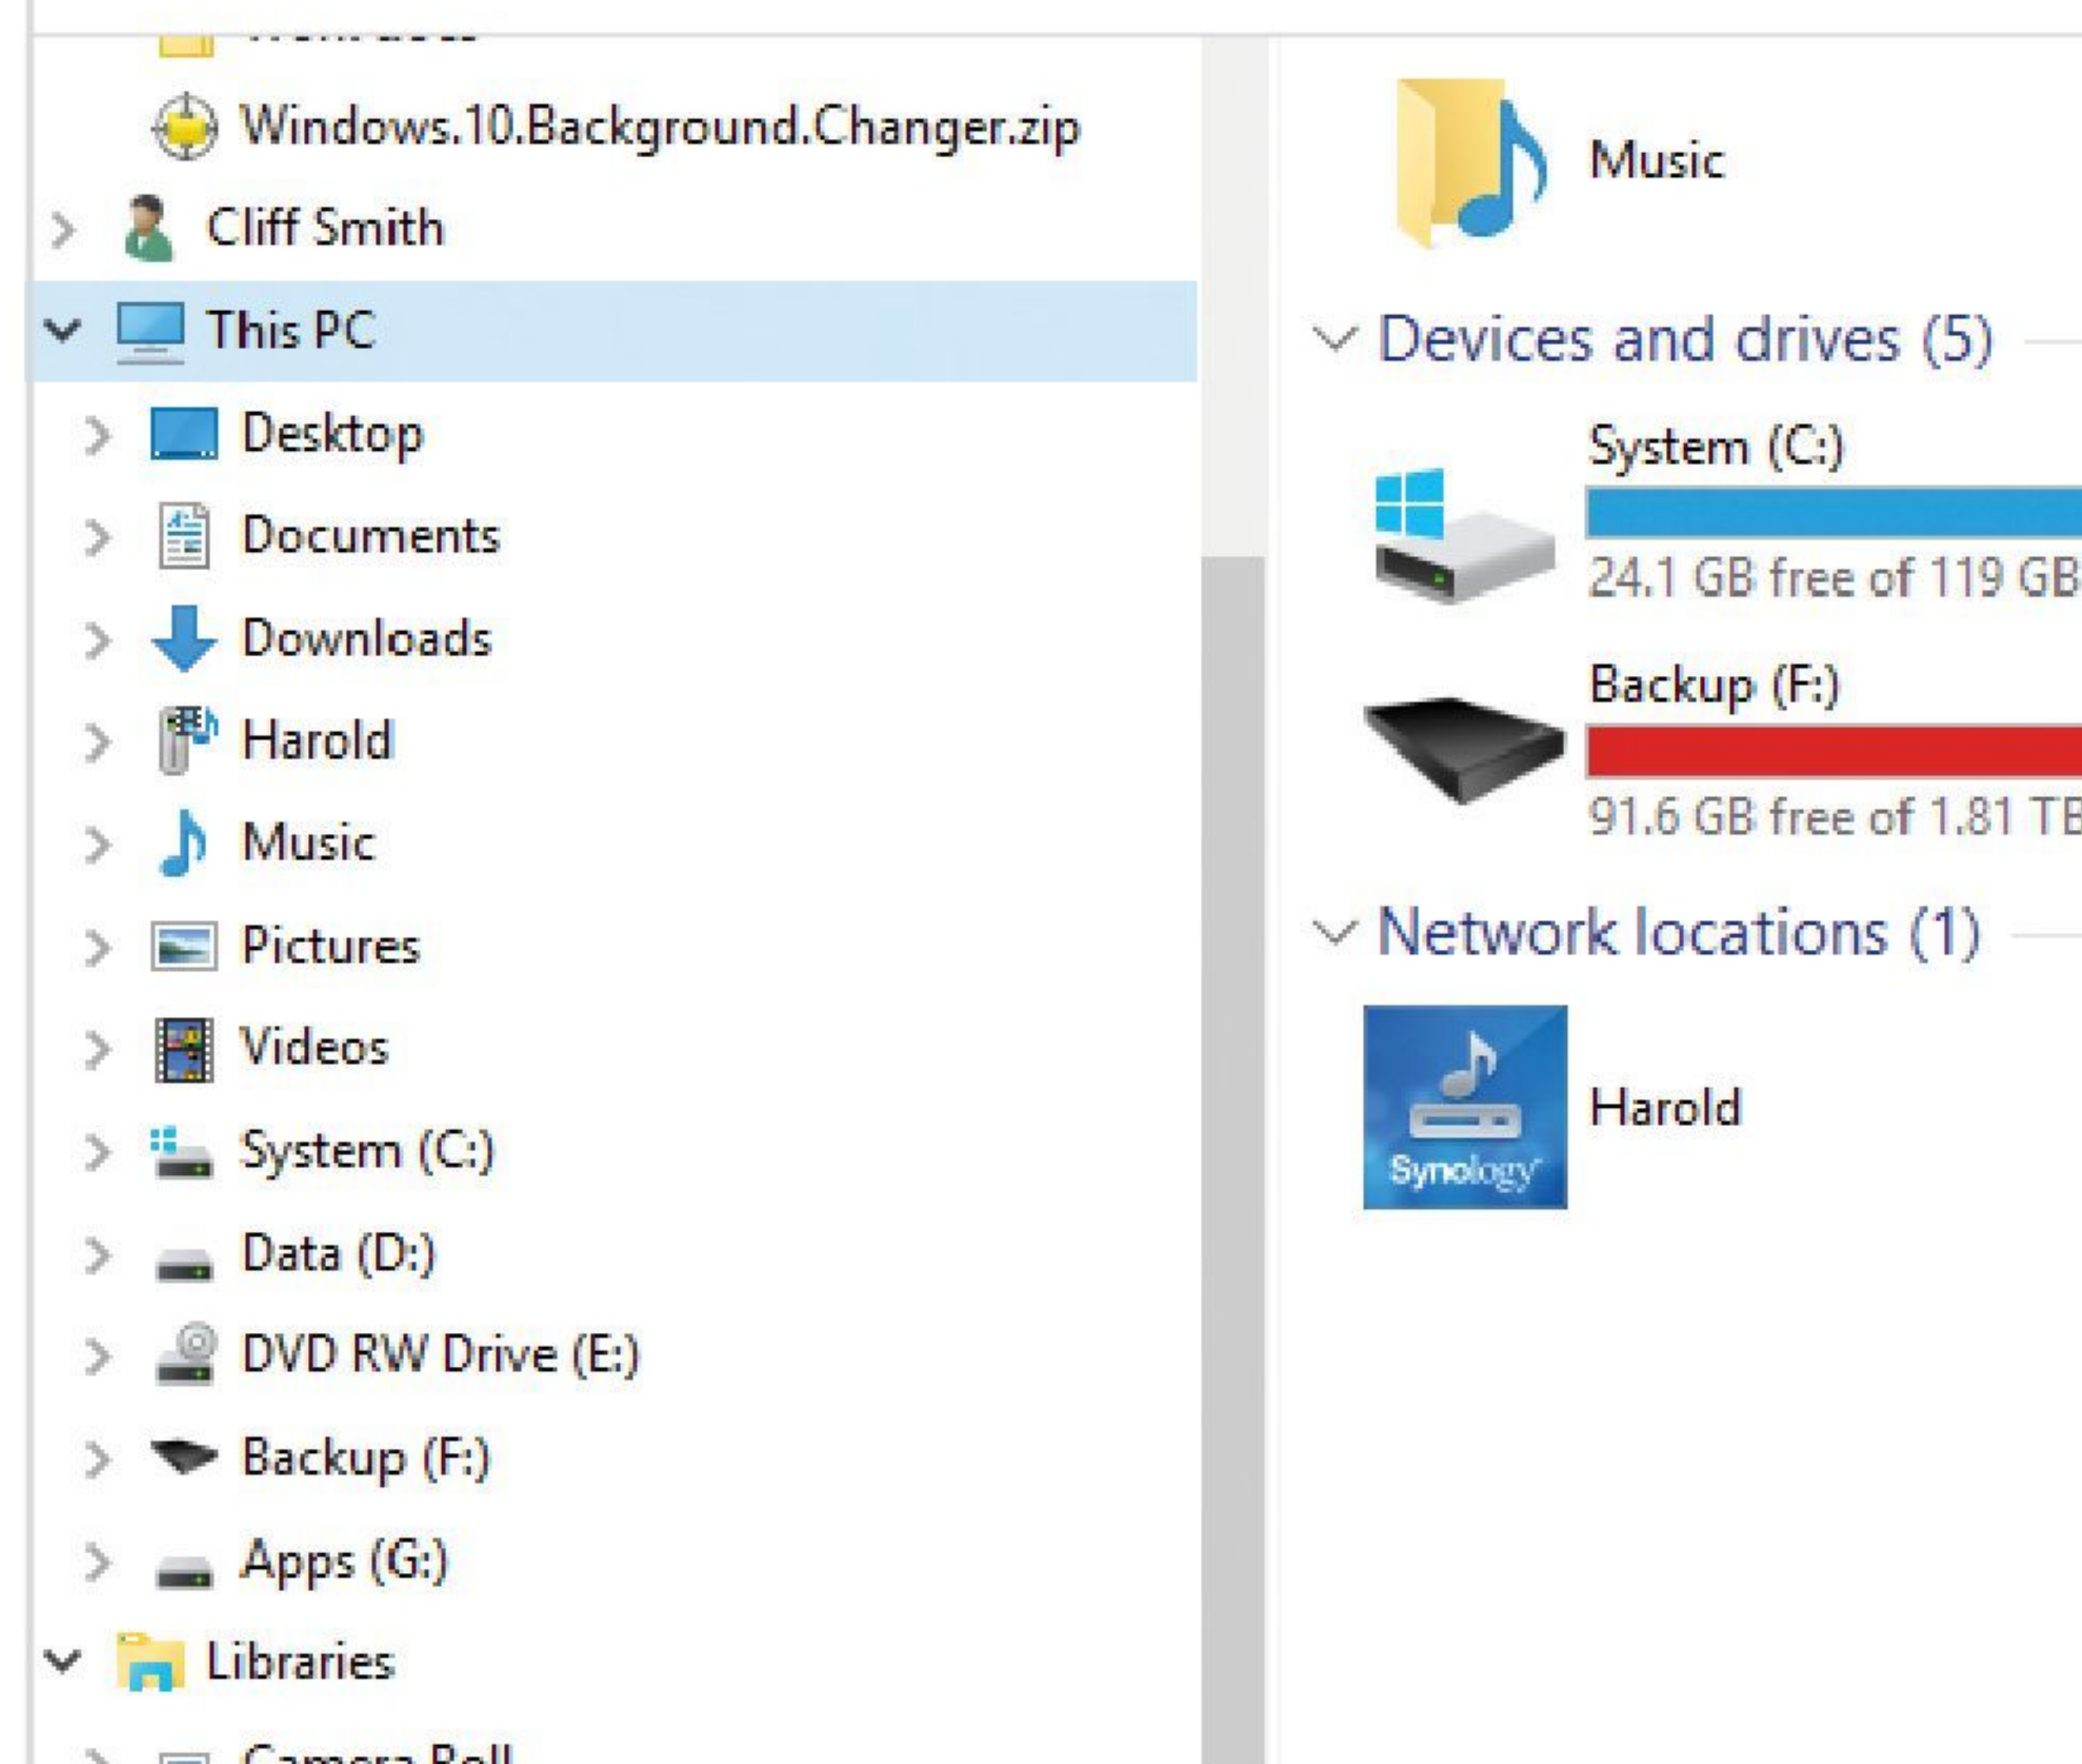 Windows.10.Background.Changer.zip
Cliff Smith
This PC
Desktop
Documents
Downloads
Harold
Music
Pictures
Videos
System (C:)
Data (D:)
DVD RW Drive (E:)
Backup (F:)
Apps (G:)
Libraries
Camera Roll
Music
Devices and drives (5)
System (C:)
24.1 GB free of 119 GB
Backup (F:)
91.6 GB free of 1.81 TB
Network locations (1)
Synology
Harold